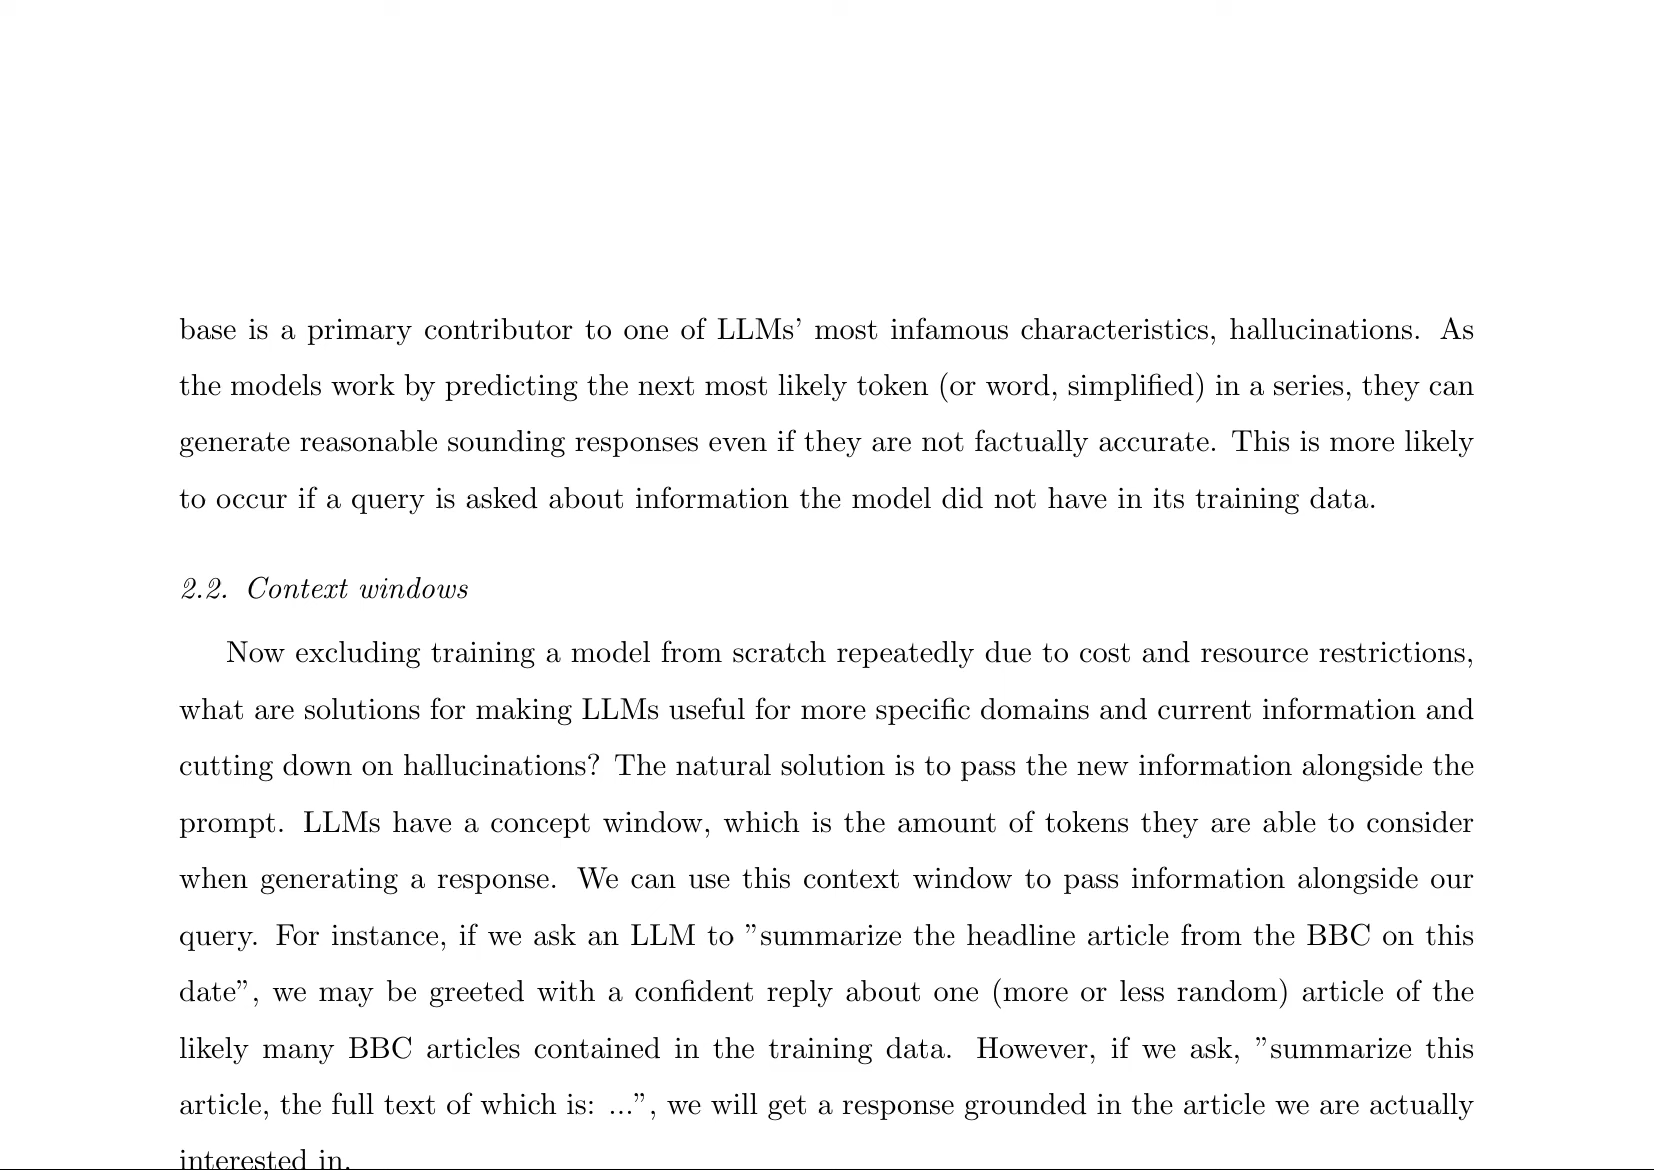 base is a primary contributor to one of LLMs’ most infamous characteristics, hallucinations. As
the models work by predicting the next most likely token (or word, simplified) in a series, they can
generate reasonable sounding responses even if they are not factually accurate. This is more likely
to occur if a query is asked about information the model did not have in its training data.
2.2. Context windows
Now excluding training a model from scratch repeatedly due to cost and resource restrictions,
what are solutions for making LLMs useful for more specific domains and current information and
cutting down on hallucinations? The natural solution is to pass the new information alongside the
prompt. LLMs have a concept window, which is the amount of tokens they are able to consider
when generating a response. We can use this context window to pass information alongside our
query. For instance, if we ask an LLM to ”summarize the headline article from the BBC on this
date”, we may be greeted with a confident reply about one (more or less random) article of the
likely many BBC articles contained in the training data. However, if we ask, ”summarize this
article, the full text of which is: ...”, we will get a response grounded in the article we are actually
interested in.